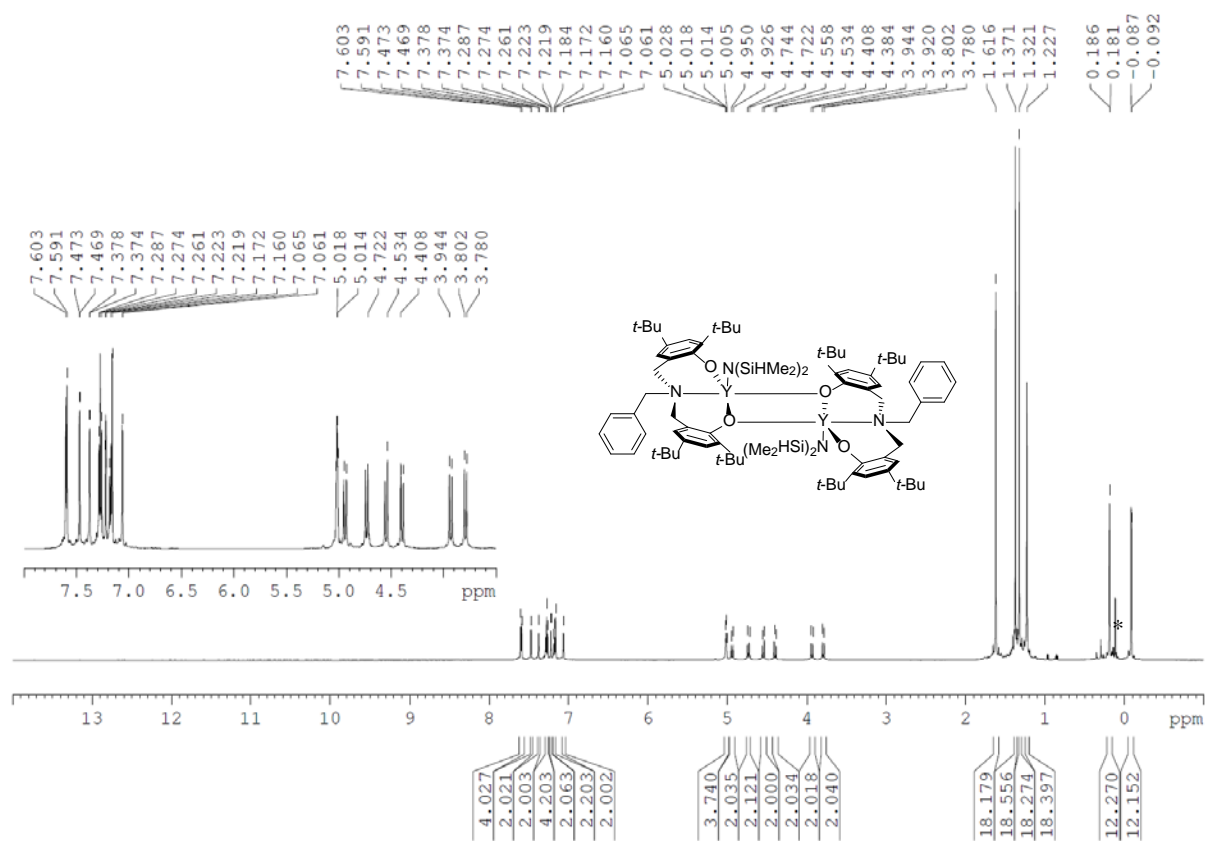 7.603 7.591 7.473 7.469 7.378 7.374 7.287 7.274 7.261 7.223 7.219 7.184 7.172 7.160 7.065 7.061 5.028 5.018 5.014 5.005 4.950 4.926 4.744 4.722 4.558 4.534 4.408 4.384 3.944 3.920 3.802 3.780 1.616 1.371 1.321 1.227 0.186 0.181 -0.087 -0.092
7.603 7.591 7.473 7.469 7.378 7.374 7.287 7.274 7.261 7.223 7.219 7.172 7.160 7.065 7.061 5.018 5.014 4.722 4.534 4.408 3.944 3.802 3.780
t-Bu t-Bu
N(SiHMe2)2
t-Bu t-Bu
O
N Y O
O Y N
(Me2HSi)2N O
t-Bu t-Bu
t-Bu t-Bu
7.5 7.0 6.5 6.0 5.5 5.0 4.5 ppm
*
13 12 11 10 9 8 7 6 5 4 3 2 1 0 ppm
4.027 2.021 2.003 4.203 2.063 2.203 2.002 3.740 2.035 2.121 2.000 2.034 2.018 2.040 18.179 18.556 18.274 18.397 12.270 12.152